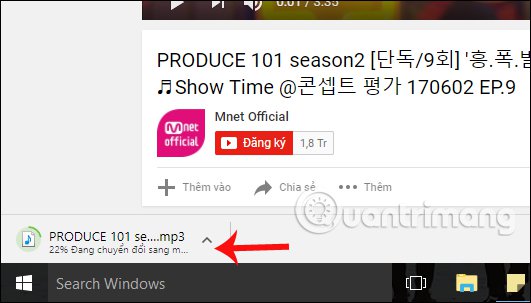 0:01 / 3:35
PRODUCE 101 season2 [단독/9회] '흥.폭.발
♬Show Time @콘셉트 평가 170602 EP.9
Mnet Official
Mnet
official
Đăng ký
1,8 Tr
Thêm vào
Chia sẻ
Thêm
Quantrimang
PRODUCE 101 se....mp3
22% Đang chuyển đổi sang m...
Search Windows